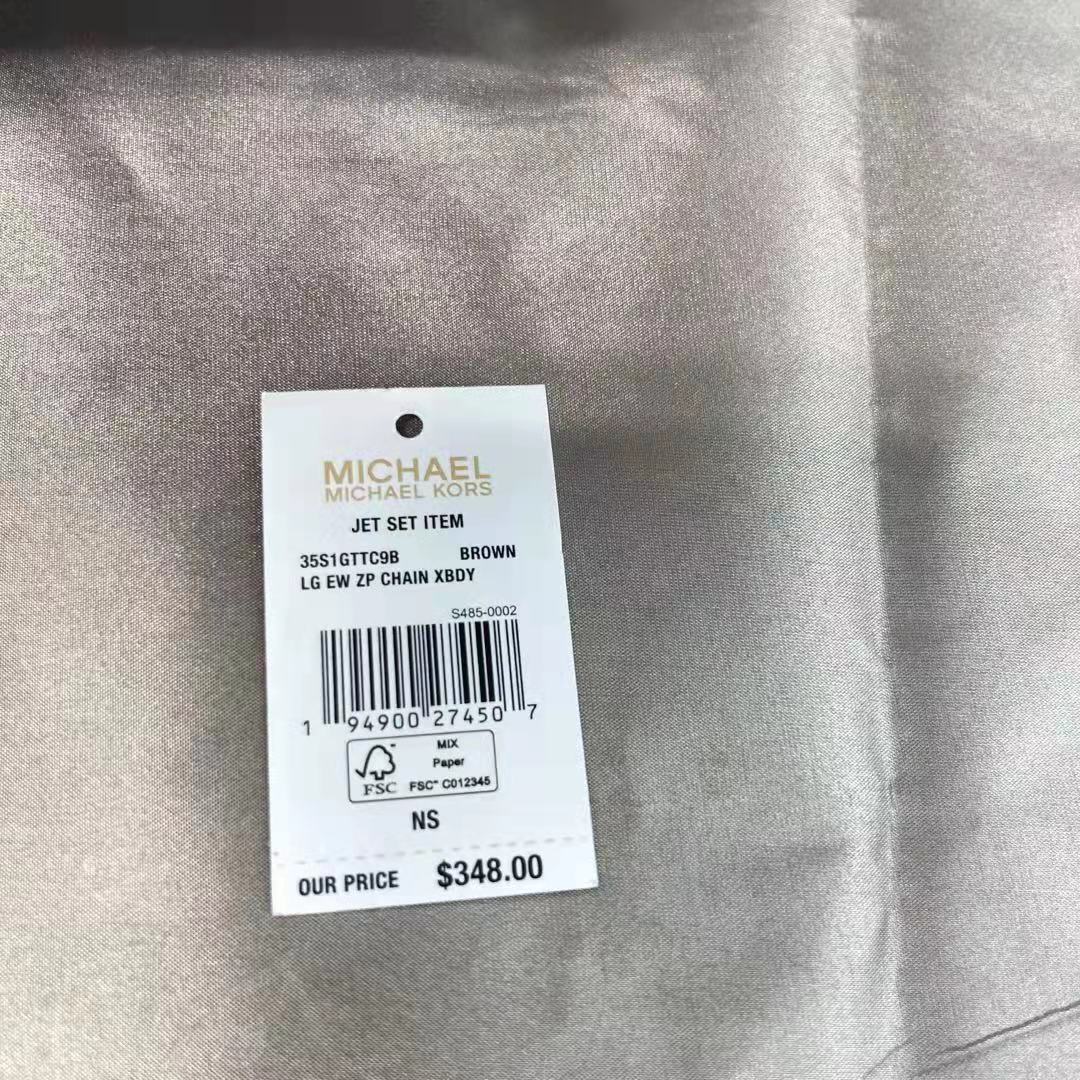 MICHAEL
MICHAEL KORS
JET SET ITEM
35S1GTTC9B BROWN
LG EW ZP CHAIN XBDY
S485-0002
1 94900 27450 7
MIX
Paper
FSC FSC™ C012345
NS
OUR PRICE $348.00